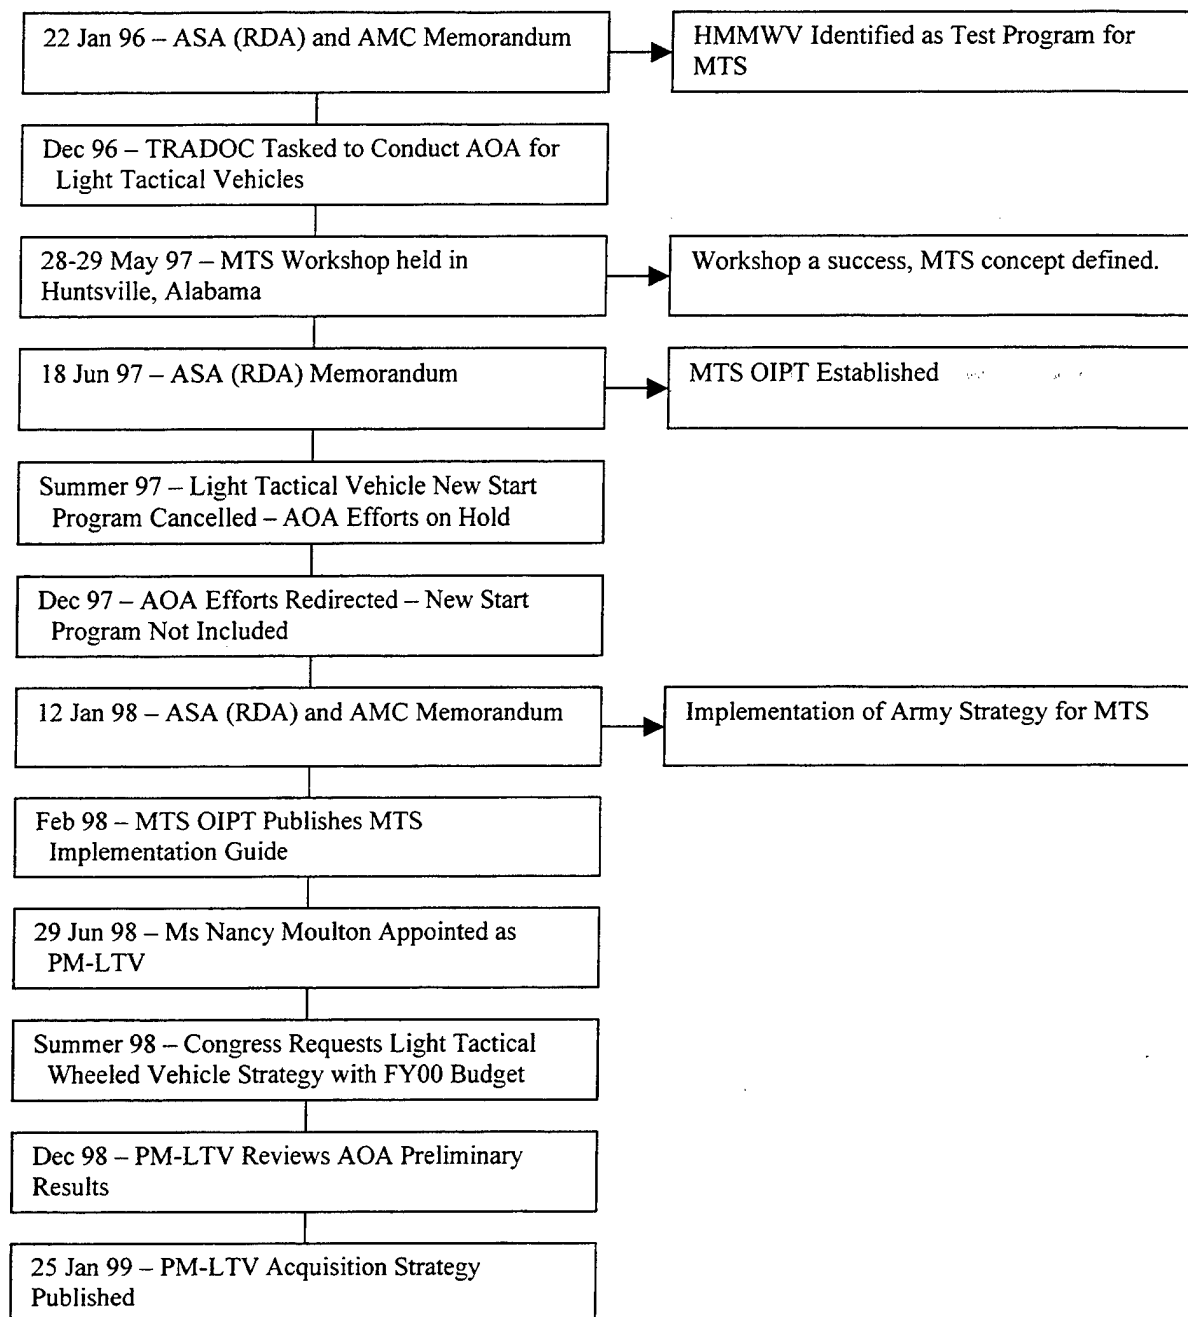 22 Jan 96 – ASA (RDA) and AMC Memorandum
HMMWV Identified as Test Program for
MTS
Dec 96 – TRADOC Tasked to Conduct AOA for
Light Tactical Vehicles
28-29 May 97 – MTS Workshop held in
Huntsville, Alabama
Workshop a success, MTS concept defined.
18 Jun 97 – ASA (RDA) Memorandum
MTS OIPT Established
Summer 97 – Light Tactical Vehicle New Start
Program Cancelled – AOA Efforts on Hold
Dec 97 – AOA Efforts Redirected – New Start
Program Not Included
12 Jan 98 – ASA (RDA) and AMC Memorandum
Implementation of Army Strategy for MTS
Feb 98 – MTS OIPT Publishes MTS
Implementation Guide
29 Jun 98 – Ms Nancy Moulton Appointed as
PM-LTV
Summer 98 – Congress Requests Light Tactical
Wheeled Vehicle Strategy with FY00 Budget
Dec 98 – PM-LTV Reviews AOA Preliminary
Results
25 Jan 99 – PM-LTV Acquisition Strategy
Published